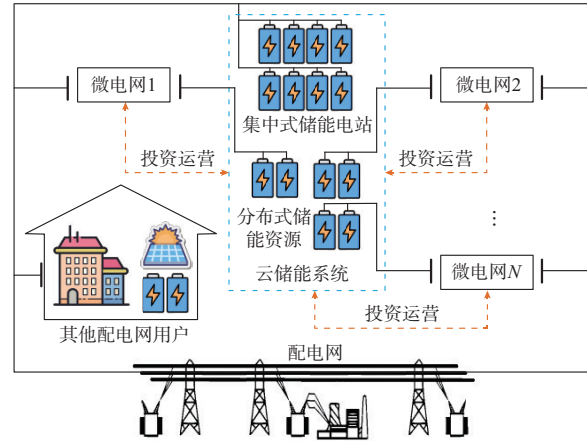 微电网1
微电网2
集中式储能电站
投资运营
投资运营
分布式储
能资源
⋮
云储能系统
微电网N
投资运营
其他配电网用户
配电网